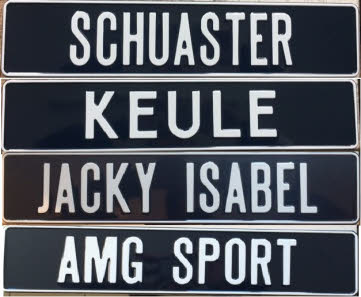 SCHUASTER
KEULE
JACKY ISABEL
AMG SPORT